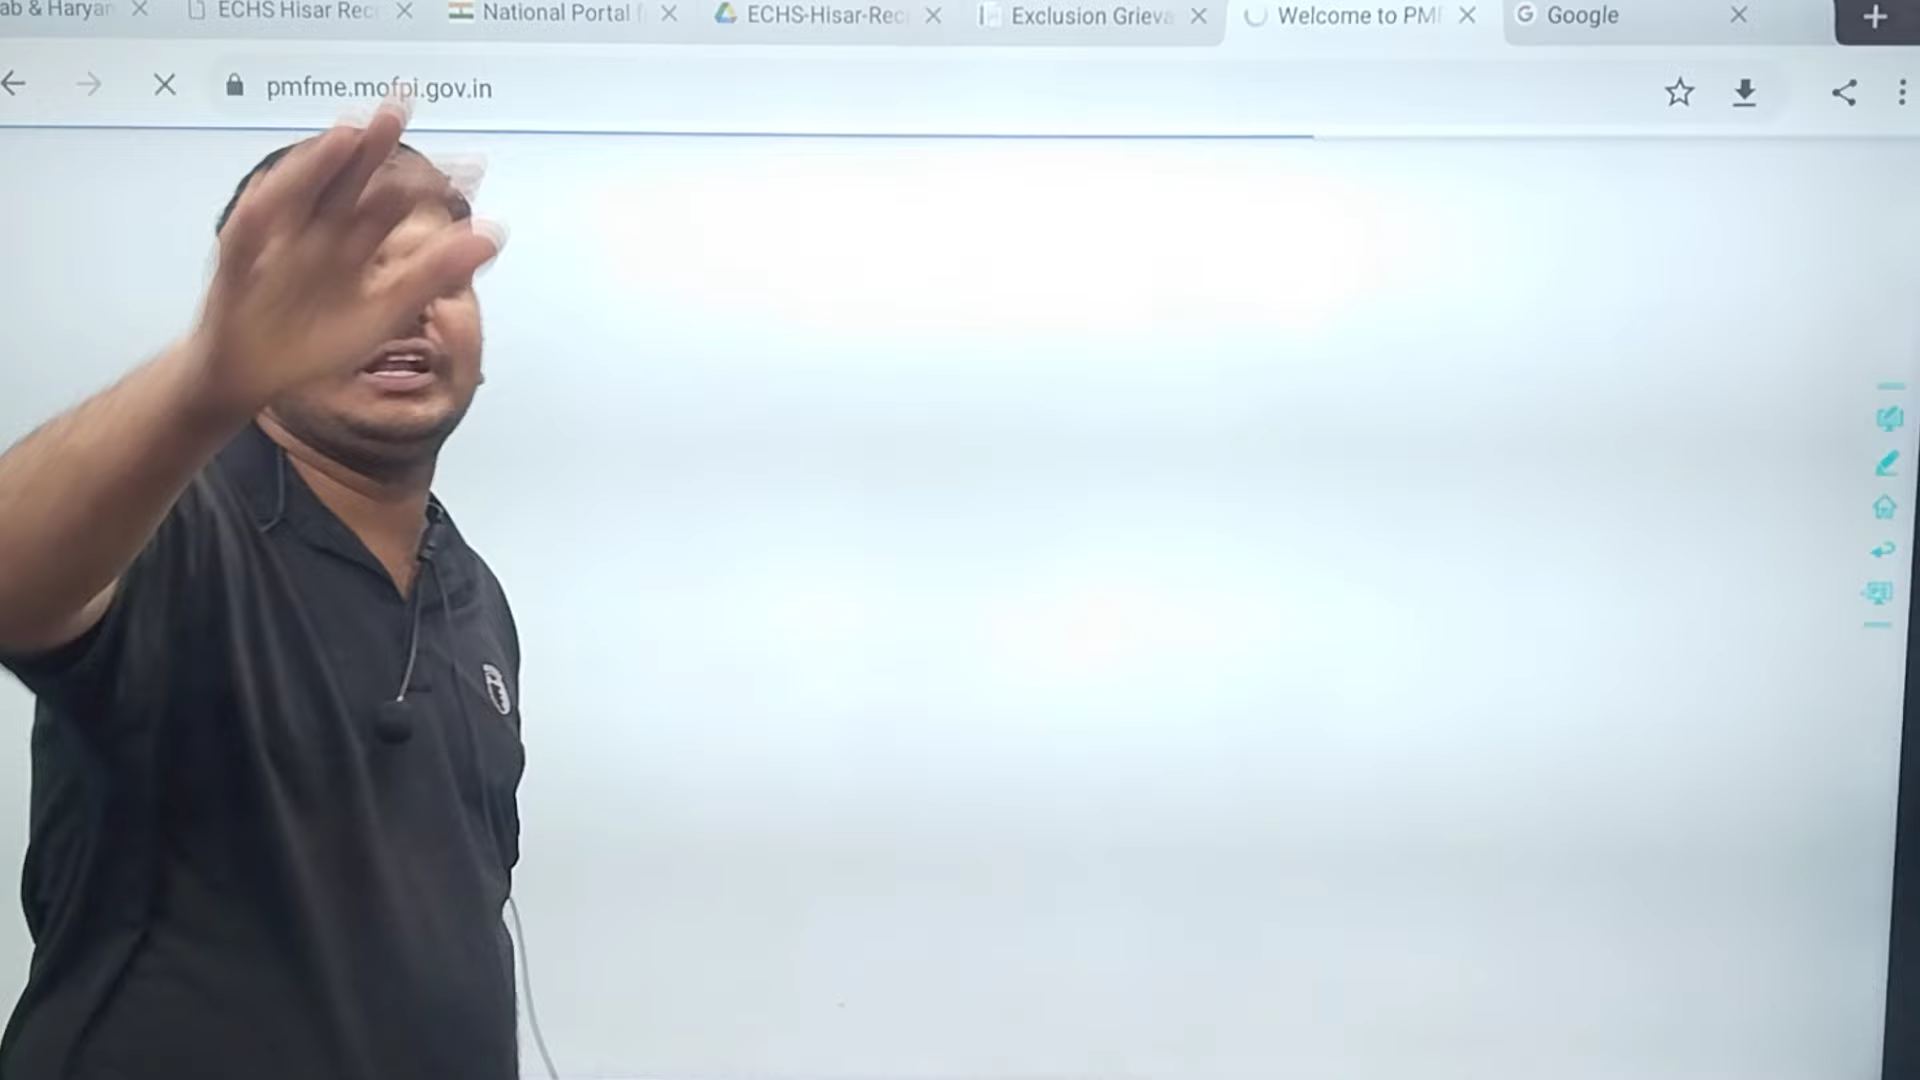 ab & Haryan
ECHS Hisar Rec
National Portal f
ECHS-Hisar-Rec
Exclusion Grieva
Welcome to PMF
Google
pmfme.mofpi.gov.in